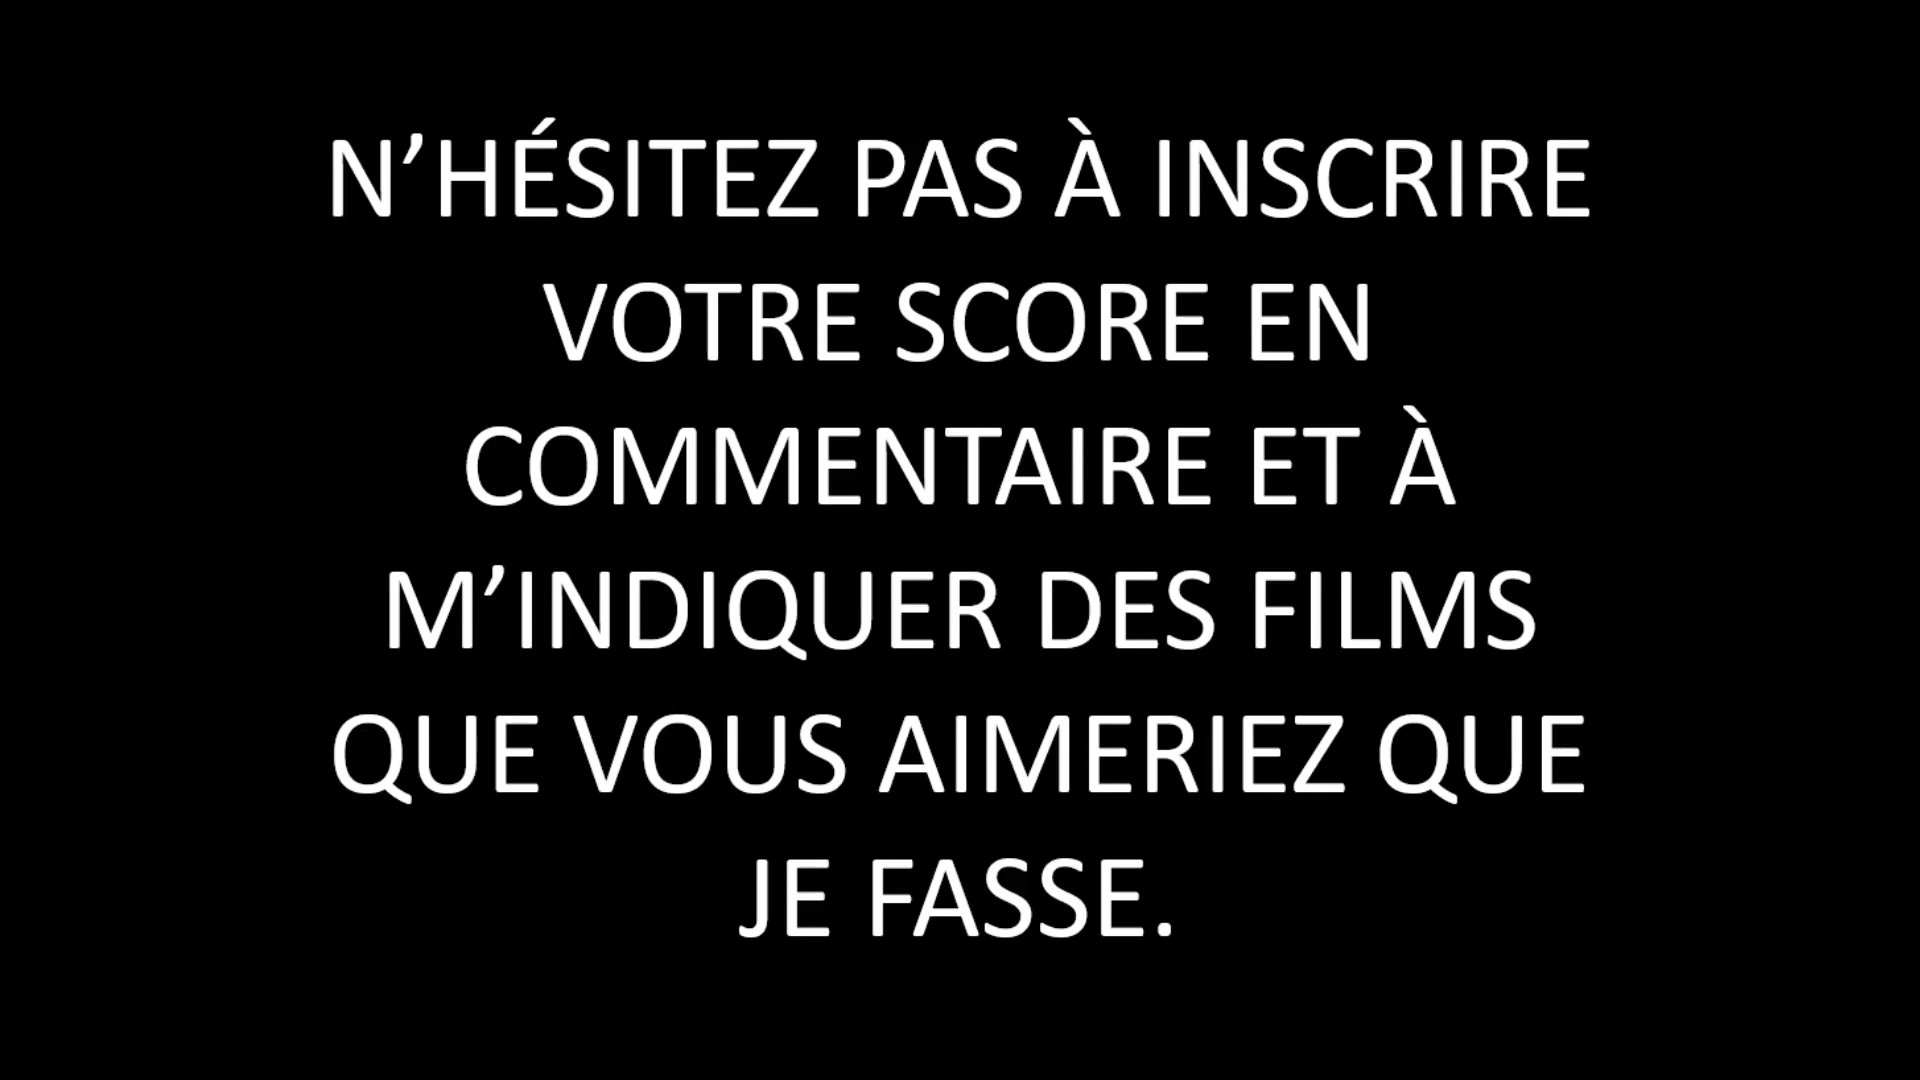 N’HÉSITEZ PAS À INSCRIRE
VOTRE SCORE EN
COMMENTAIRE ET À
M’INDIQUER DES FILMS
QUE VOUS AIMERIEZ QUE
JE FASSE.